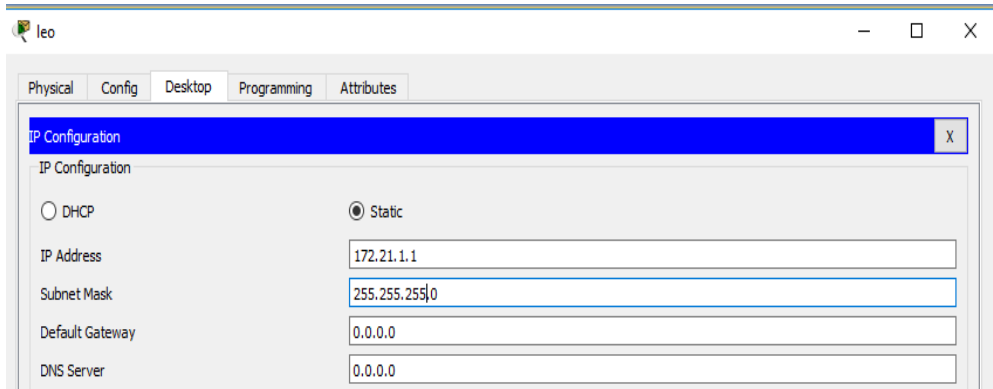 leo
Physical Config Desktop Programming Attributes
IP Configuration X
IP Configuration
DHCP Static
IP Address 172.21.1.1
Subnet Mask 255.255.255.0
Default Gateway 0.0.0.0
DNS Server 0.0.0.0